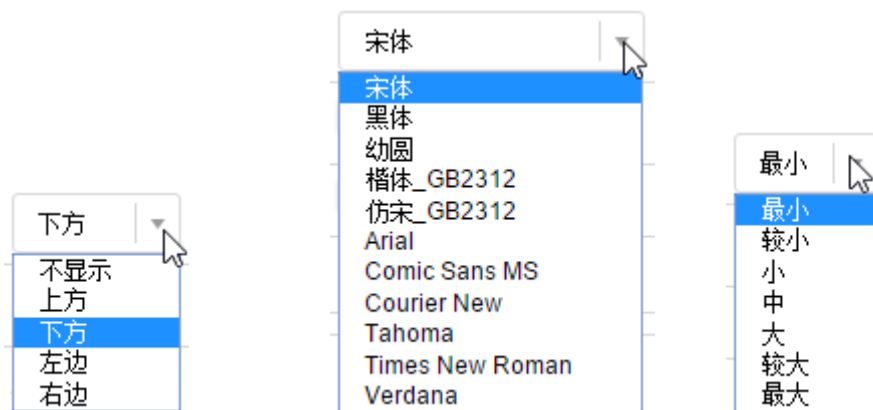 下方
不显示
上方
下方
左边
右边
宋体
宋体
黑体
幼圆
楷体_GB2312
仿宋_GB2312
Arial
Comic Sans MS
Courier New
Tahoma
Times New Roman
Verdana
最小
最小
较小
小
中
大
较大
最大